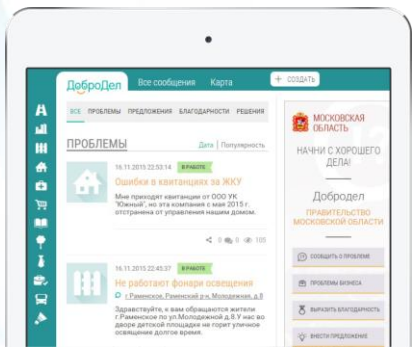 ДоброДел
Все сообщения
Карта
+ СОЗДАТЬ
ВСЕ ПРОБЛЕМЫ ПРЕДЛОЖЕНИЯ БЛАГОДАРНОСТИ РЕШЕНИЯ
ПРОБЛЕМЫ
Дата | Популярность
16.11.2015 22:53:14 В РАБОТЕ
Ошибки в квитанциях за ЖКУ
Мне приходят квитанции от ООО УК
"Южный", но эта компания с мая 2015 г.
отстранена от управления нашим домом.
0 0 105
16.11.2015 22:45:37 В РАБОТЕ
Не работают фонари освещения
г.Раменское, Раменский р-н, Молодежная, д.8
Здравствуйте, к вам обращаются жители
г.Раменское по ул.Молодежной д.8.У нас во
дворе детской площадке не горит уличное
освящение долгое время.
МОСКОВСКАЯ
ОБЛАСТЬ
НАЧНИ С ХОРОШЕГО
ДЕЛА!
Добродел
ПРАВИТЕЛЬСТВО
МОСКОВСКОЙ ОБЛАСТИ
СООБЩИТЬ О ПРОБЛЕМЕ
ПРОБЛЕМЫ БИЗНЕСА
ВЫРАЗИТЬ БЛАГОДАРНОСТЬ
ВНЕСТИ ПРЕДЛОЖЕНИЕ